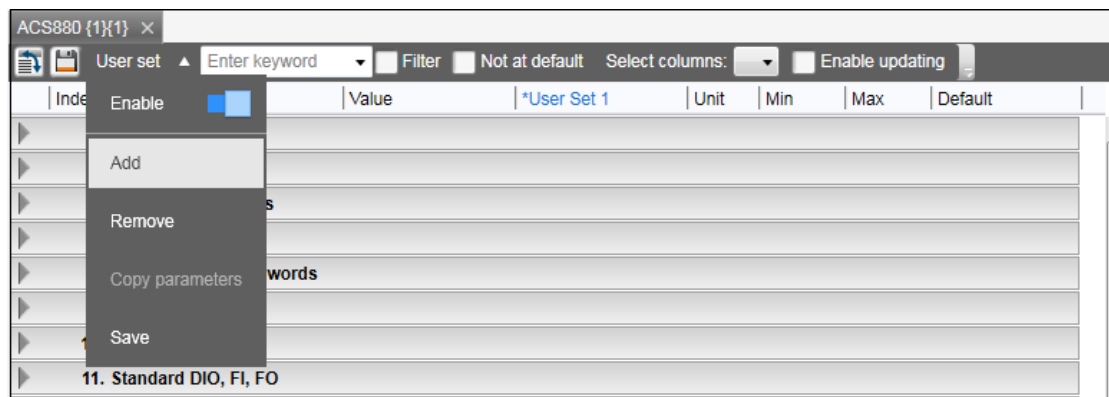 ACS880 {1}{1} ×
User set ▲ Enter keyword Filter Not at default Select columns: Enable updating
Inde Value *User Set 1 Unit Min Max Default
Enable
Add
s
Remove
words
Copy parameters
Save
11. Standard DIO, FI, FO